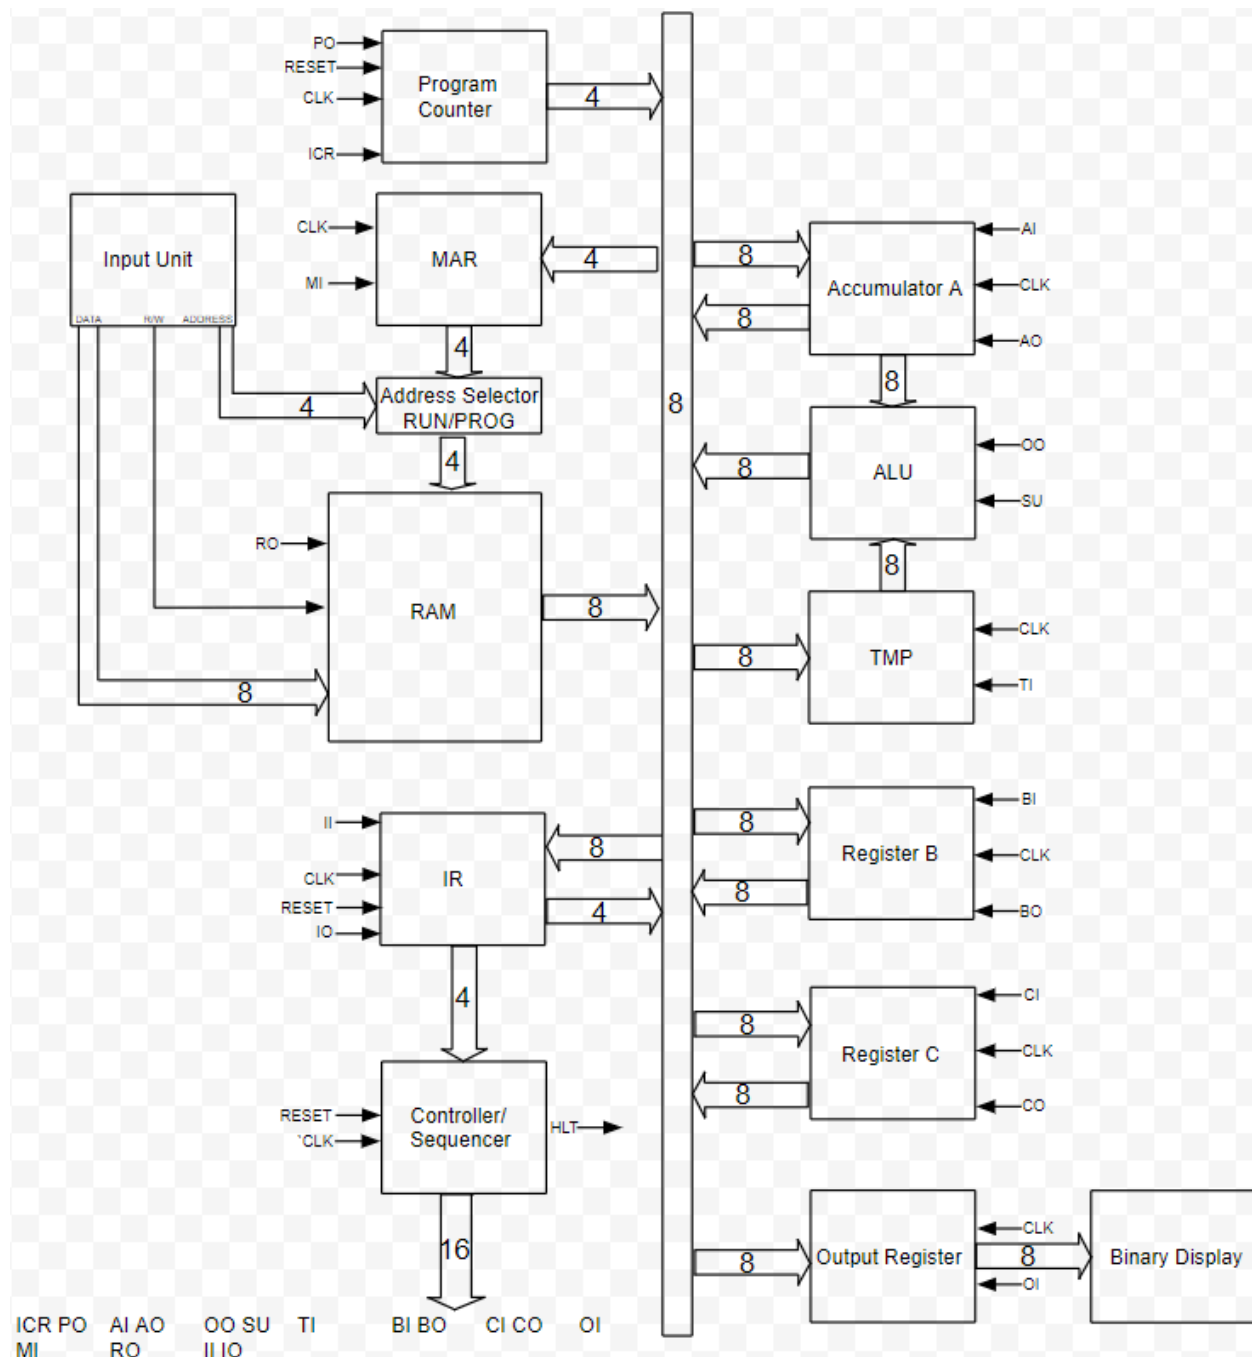 PO
RESET
CLK
ICR
Program
Counter
4
Input Unit
DATA
R/W
ADDRESS
CLK
MI
MAR
4
4
4
Address Selector
RUN/PROG
4
RO
RAM
8
8
8
II
CLK
RESET
IO
IR
8
4
4
RESET
`CLK
Controller/
Sequencer
HLT
16
8
8
Accumulator A
AI
CLK
AO
8
8
ALU
OO
SU
8
8
TMP
CLK
TI
8
8
Register B
BI
CLK
BO
8
8
Register C
CI
CLK
CO
8
Output Register
CLK
OI
8
Binary Display
ICR PO AI AO OO SU TI BI BO CI CO OI
MI RO II IO